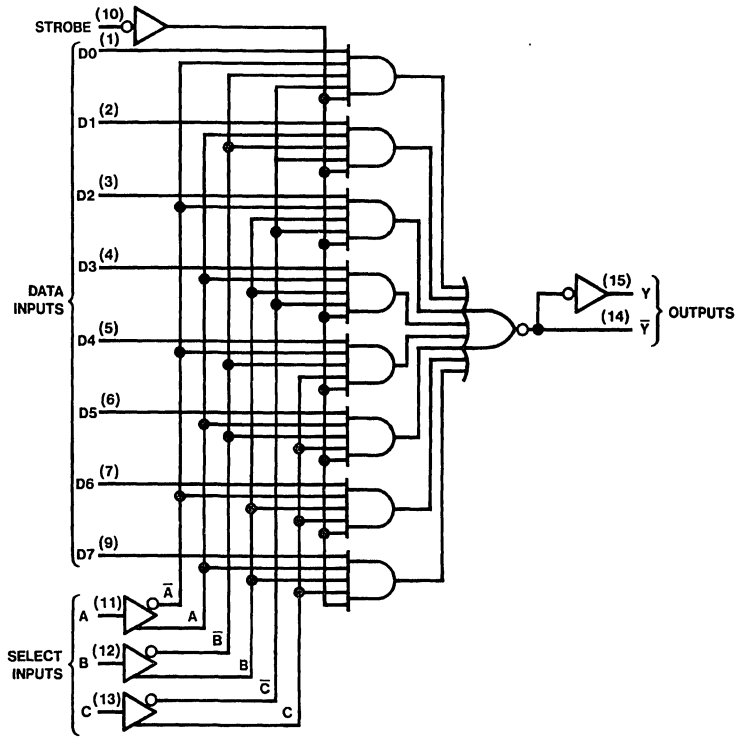 STROBE (10)
D0 (1)
D1 (2)
D2 (3)
D3 (4)
DATA INPUTS
D4 (5)
D5 (6)
D6 (7)
D7 (9)
(15) Y
(14) Y̅
OUTPUTS
SELECT INPUTS
A (11)
A̅
A
B (12)
B̅
B
C (13)
C̅
C